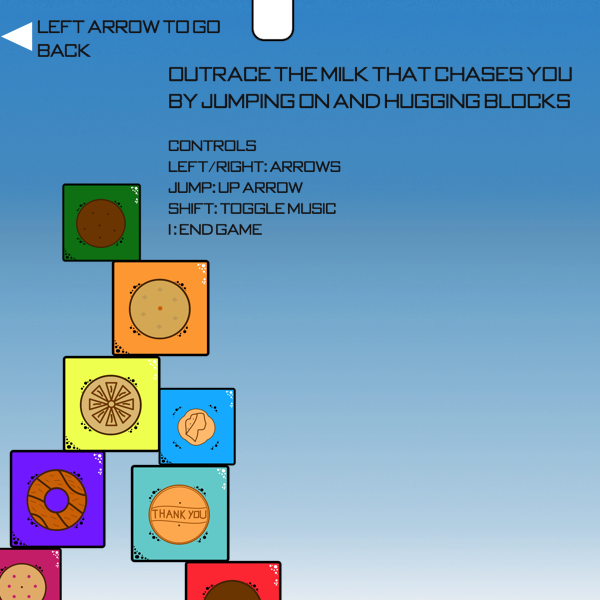 LEFT ARROW TO GO
BACK
OUTRACE THE MILK THAT CHASES YOU
BY JUMPING ON AND HUGGING BLOCKS
CONTROLS
LEFT/RIGHT: ARROWS
JUMP: UP ARROW
SHIFT: TOGGLE MUSIC
I: END GAME
THANK YOU